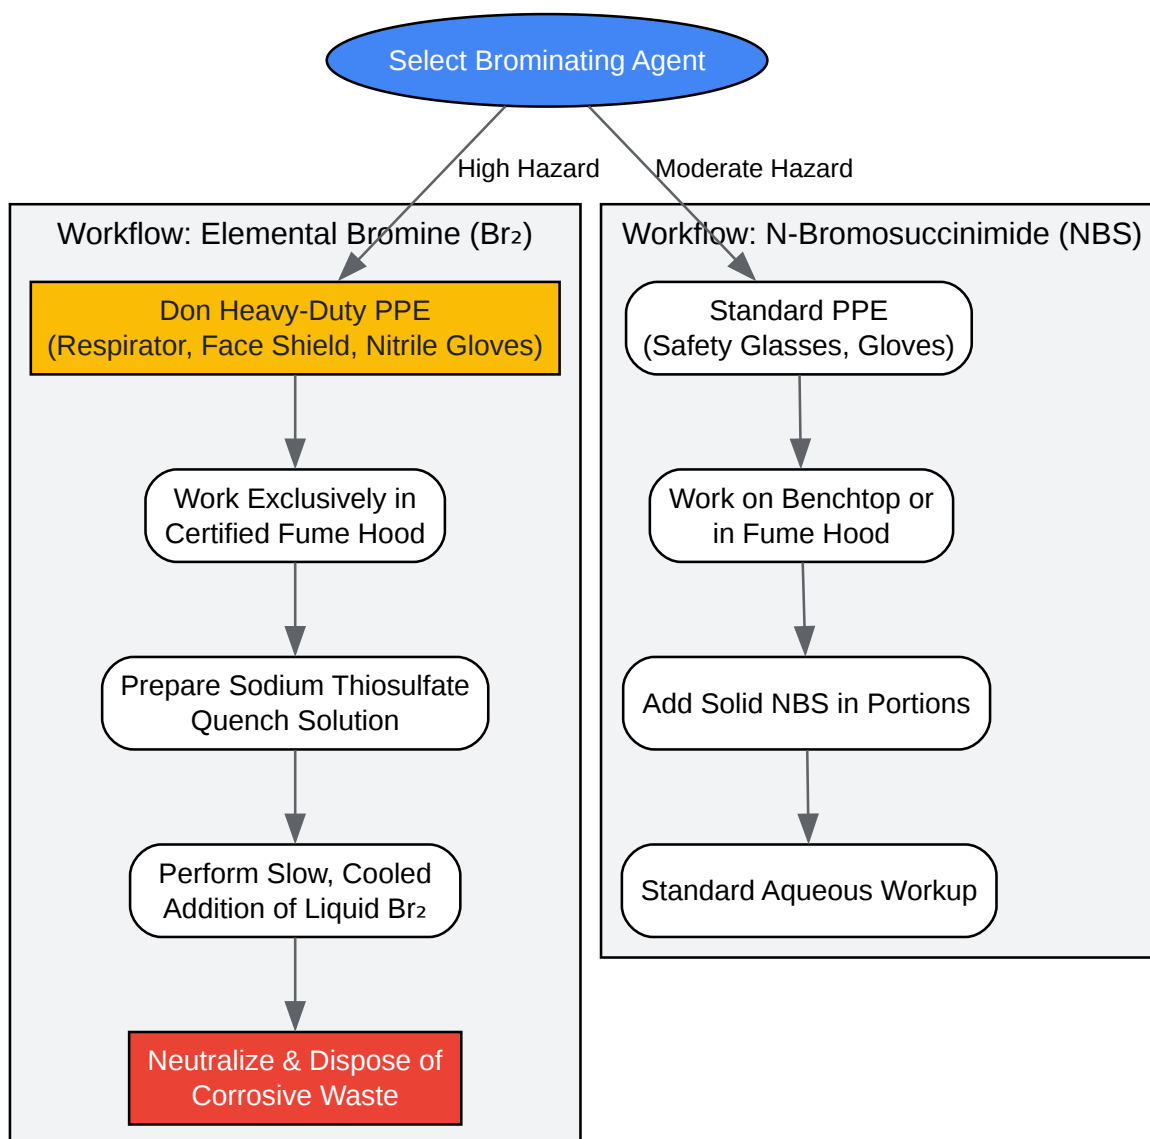 Select Brominating Agent
High Hazard
Moderate Hazard
Workflow: Elemental Bromine (Br₂)
Don Heavy-Duty PPE
(Respirator, Face Shield, Nitrile Gloves)
Work Exclusively in
Certified Fume Hood
Prepare Sodium Thiosulfate
Quench Solution
Perform Slow, Cooled
Addition of Liquid Br₂
Neutralize & Dispose of
Corrosive Waste
Workflow: N-Bromosuccinimide (NBS)
Standard PPE
(Safety Glasses, Gloves)
Work on Benchtop or
in Fume Hood
Add Solid NBS in Portions
Standard Aqueous Workup